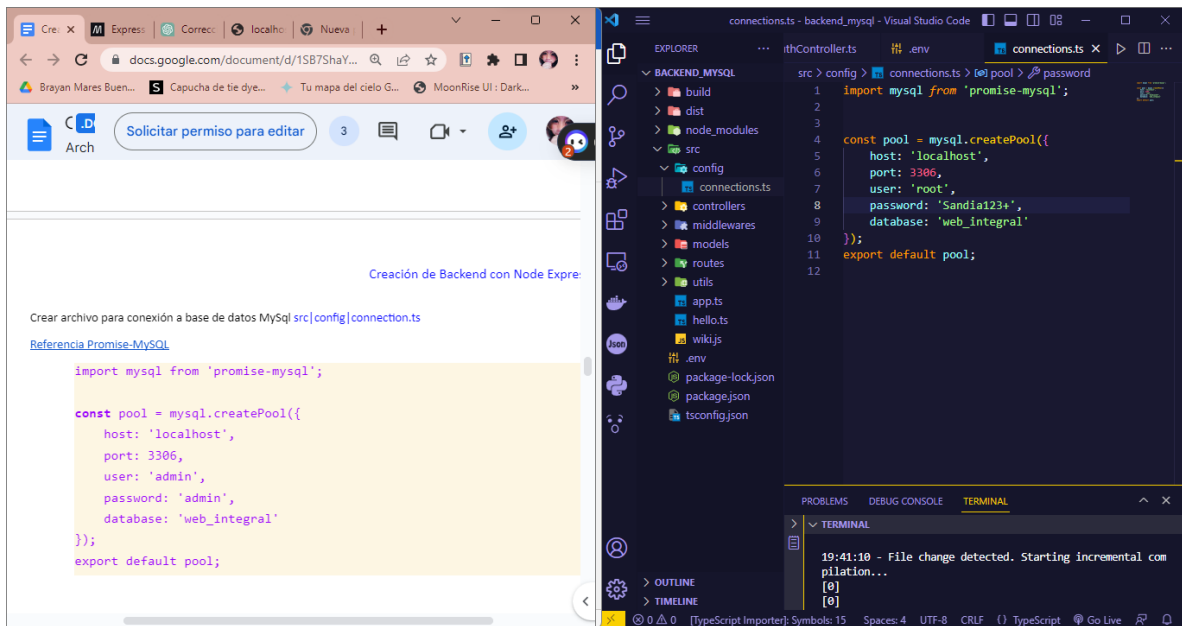 Cre
Express
Correcc
localho
Nueva
docs.google.com/document/d/1SB7ShaY...
Brayan Mares Buen...
Capucha de tie dye...
Tu mapa del cielo G...
MoonRise UI : Dark...
»
C .D
Arch
Solicitar permiso para editar
3
2
Creación de Backend con Node Expre
Crear archivo para conexión a base de datos MySql src|config|connection.ts
Referencia Promise-MySQL
import mysql from 'promise-mysql';
const pool = mysql.createPool({
host: 'localhost',
port: 3306,
user: 'admin',
password: 'admin',
database: 'web_integral'
});
export default pool;
connections.ts - backend_mysql - Visual Studio Code
EXPLORER
···
thController.ts
.env
TS connections.ts
BACKEND_MYSQL
build
dist
node_modules
src
config
connections.ts
controllers
middlewares
models
routes
utils
app.ts
hello.ts
wiki.js
.env
package-lock.json
package.json
tsconfig.json
OUTLINE
TIMELINE
Json
src > config > connections.ts > pool > password
1 import mysql from 'promise-mysql';
2
3
4 const pool = mysql.createPool({
5 host: 'localhost',
6 port: 3306,
7 user: 'root',
8 password: 'Sandia123+',
9 database: 'web_integral'
10 });
11 export default pool;
12
PROBLEMS DEBUG CONSOLE TERMINAL
TERMINAL
19:41:10 - File change detected. Starting incremental com
pilation...
[0]
[0]
0 0 [TypeScript Importer]: Symbols: 15 Spaces: 4 UTF-8 CRLF {} TypeScript Go Live